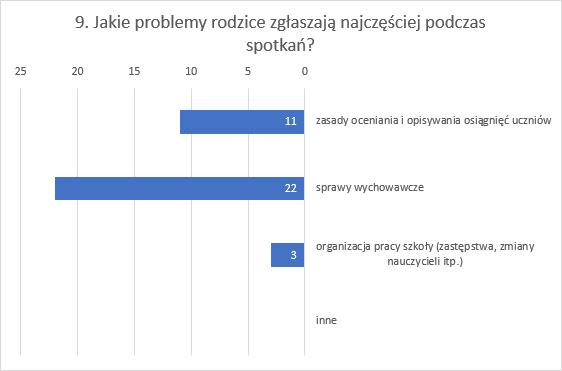 9. Jakie problemy rodzice zgłaszają najczęściej podczas
spotkań?
25 20 15 10 5 0
11 zasady oceniania i opisywania osiągnięć uczniów
22 sprawy wychowawcze
3 organizacja pracy szkoły (zastępstwa, zmiany
nauczycieli itp.)
inne